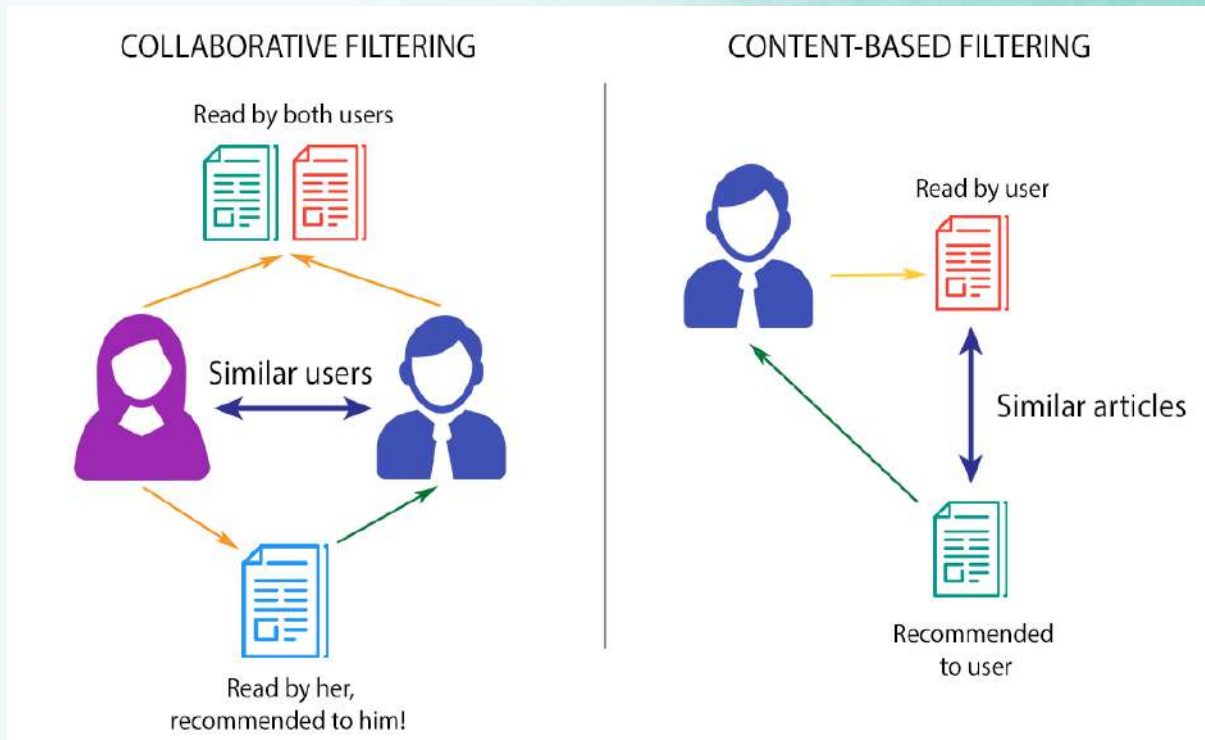 COLLABORATIVE FILTERING
Read by both users
Similar users
Read by her,
recommended to him!
CONTENT-BASED FILTERING
Read by user
Similar articles
Recommended
to user